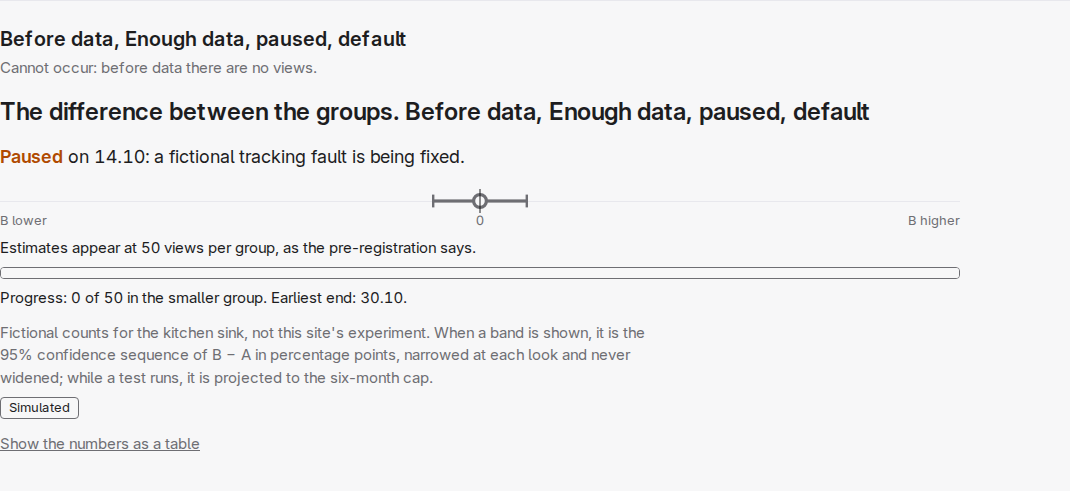 Before data, Enough data, paused, default
Cannot occur: before data there are no views.
The difference between the groups. Before data, Enough data, paused, default
Paused on 14.10: a fictional tracking fault is being fixed.
B lower
0
B higher
Estimates appear at 50 views per group, as the pre-registration says.
Progress: 0 of 50 in the smaller group. Earliest end: 30.10.
Fictional counts for the kitchen sink, not this site's experiment. When a band is shown, it is the
95% confidence sequence of B − A in percentage points, narrowed at each look and never
widened; while a test runs, it is projected to the six-month cap.
Simulated
Show the numbers as a table